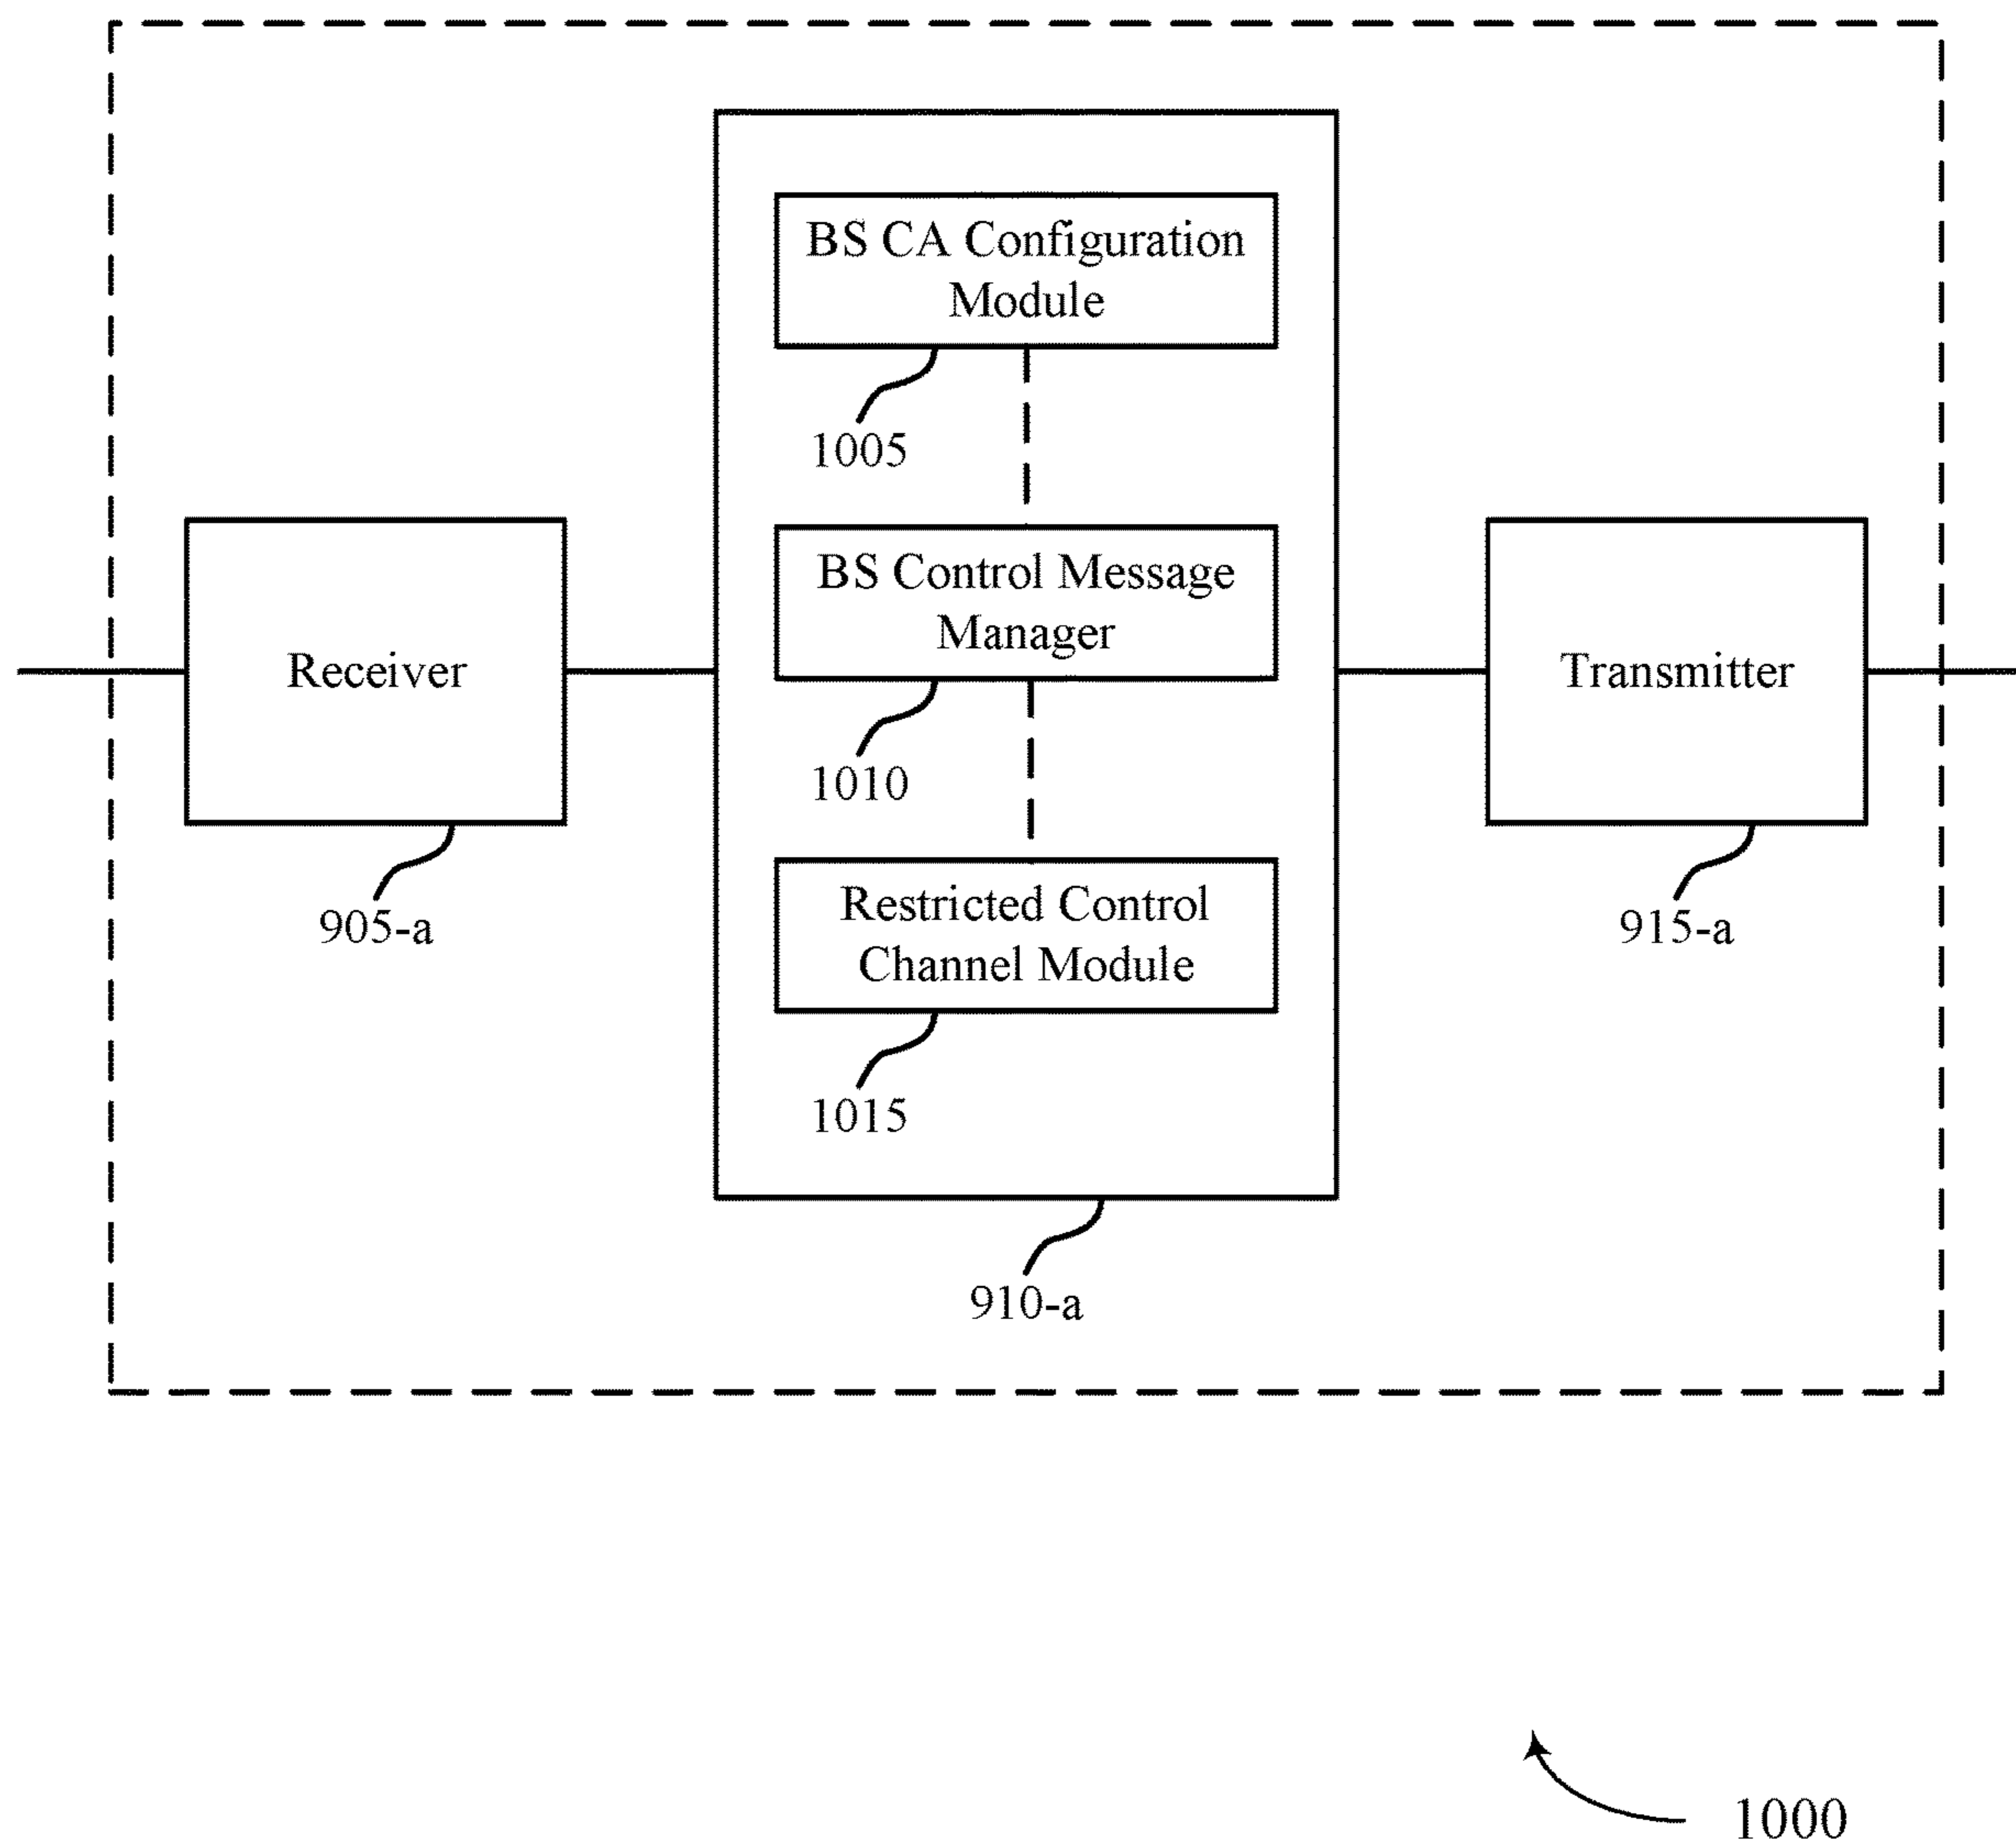 BS CA Configuration
Module
1005
BS Control Message
Manager
1010
Receiver
905-a
Transmitter
915-a
Restricted Control
Channel Module
1015
910-a
1000